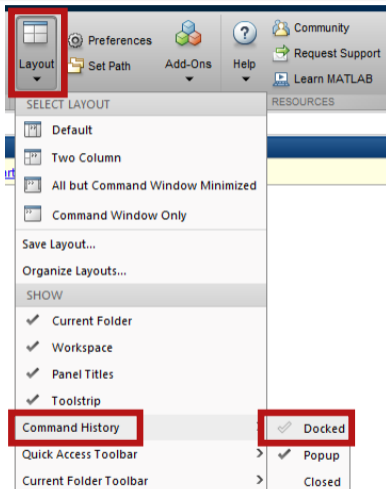 Layout
Preferences
Set Path
Add-Ons
Help
Community
Request Support
Learn MATLAB
RESOURCES
SELECT LAYOUT
Default
Two Column
All but Command Window Minimized
Command Window Only
Save Layout...
Organize Layouts...
SHOW
Current Folder
Workspace
Panel Titles
Toolstrip
Command History
Docked
Quick Access Toolbar
Popup
Current Folder Toolbar
Closed